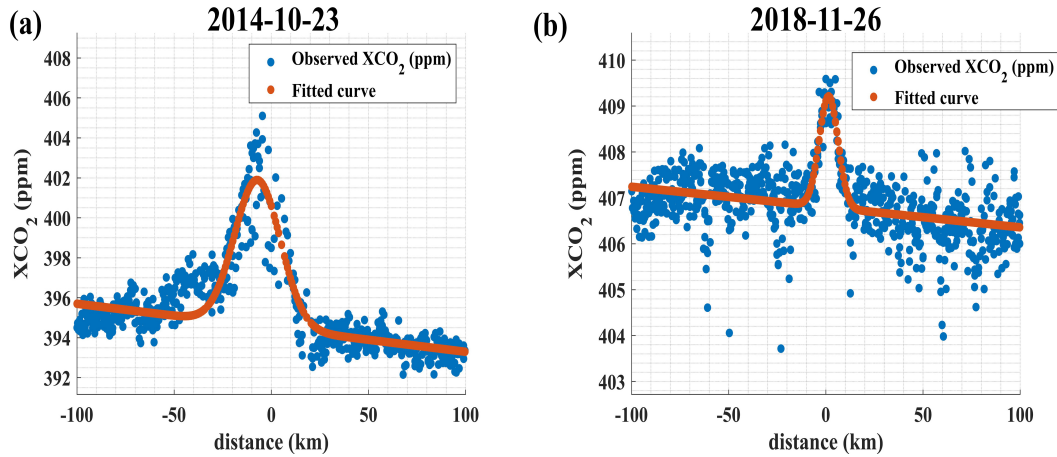 (a)
2014-10-23
408
406
404
402
400
398
396
394
392
XCO2 (ppm)
Observed XCO2 (ppm)
Fitted curve
-100 -50 0 50 100
distance (km)
(b)
2018-11-26
410
409
408
407
406
405
404
403
XCO2 (ppm)
Observed XCO2 (ppm)
Fitted curve
-100 -50 0 50 100
distance (km)